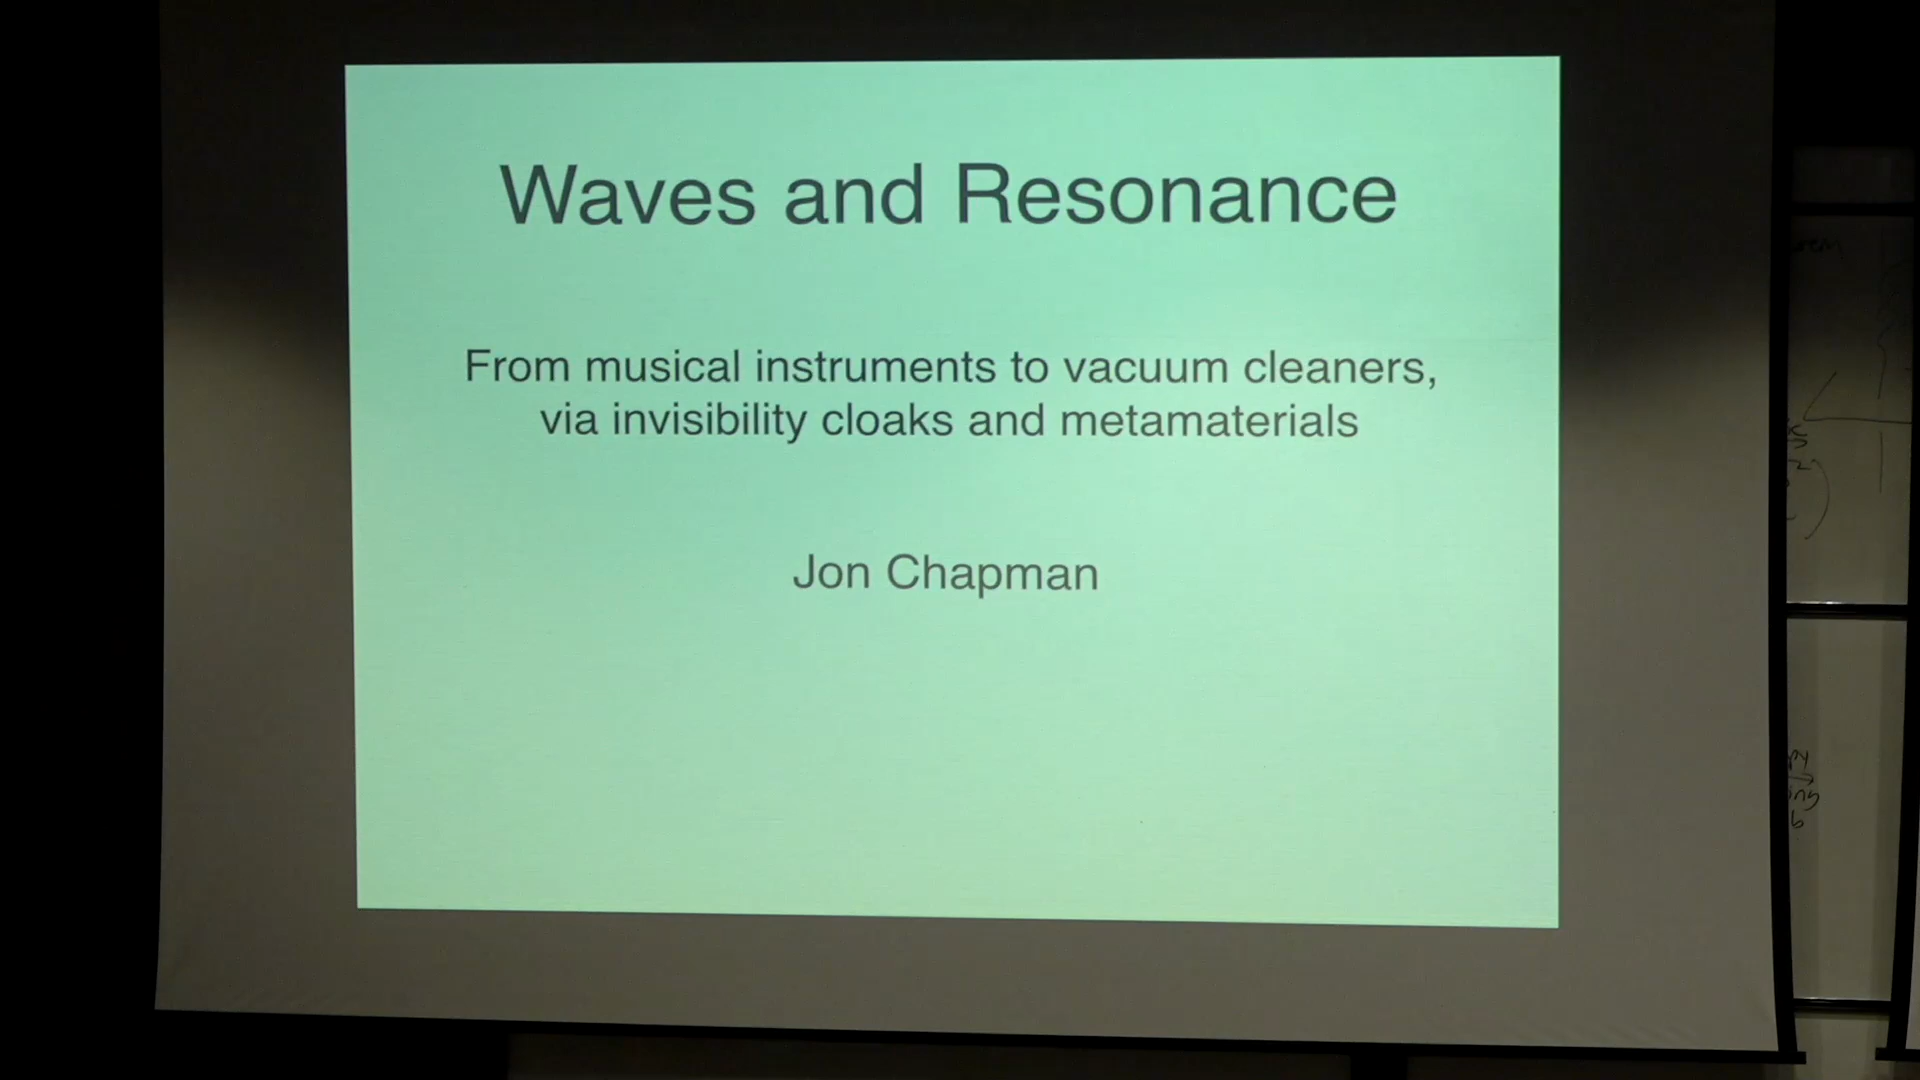 Waves and Resonance
From musical instruments to vacuum cleaners,
via invisibility cloaks and metamaterials
Jon Chapman